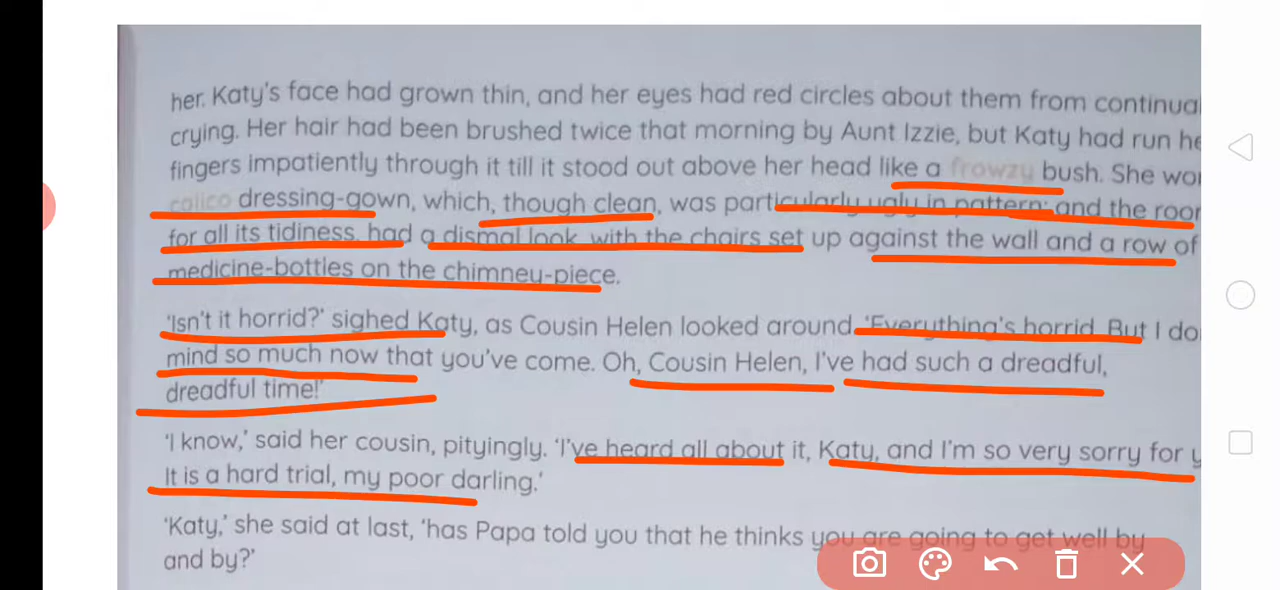 her. Katy's face had grown thin, and her eyes had red circles about them from continua
crying. Her hair had been brushed twice that morning by Aunt Izzie, but Katy had run he
fingers impatiently through it till it stood out above her head like a frowzy bush. She wo
calico dressing-gown, which, though clean, was particularly ugly in pattern; and the roo
for all its tidiness, had a dismal look, with the chairs set up against the wall and a row of
medicine-bottles on the chimney-piece.
'Isn't it horrid?' sighed Katy, as Cousin Helen looked around. 'Everything's horrid. But I do
mind so much now that you've come. Oh, Cousin Helen, I've had such a dreadful,
dreadful time!'
'I know,' said her cousin, pityingly. 'I've heard all about it, Katy, and I'm so very sorry for y
It is a hard trial, my poor darling.'
'Katy,' she said at last, 'has Papa told you that he thinks you are going to get well by
and by?'